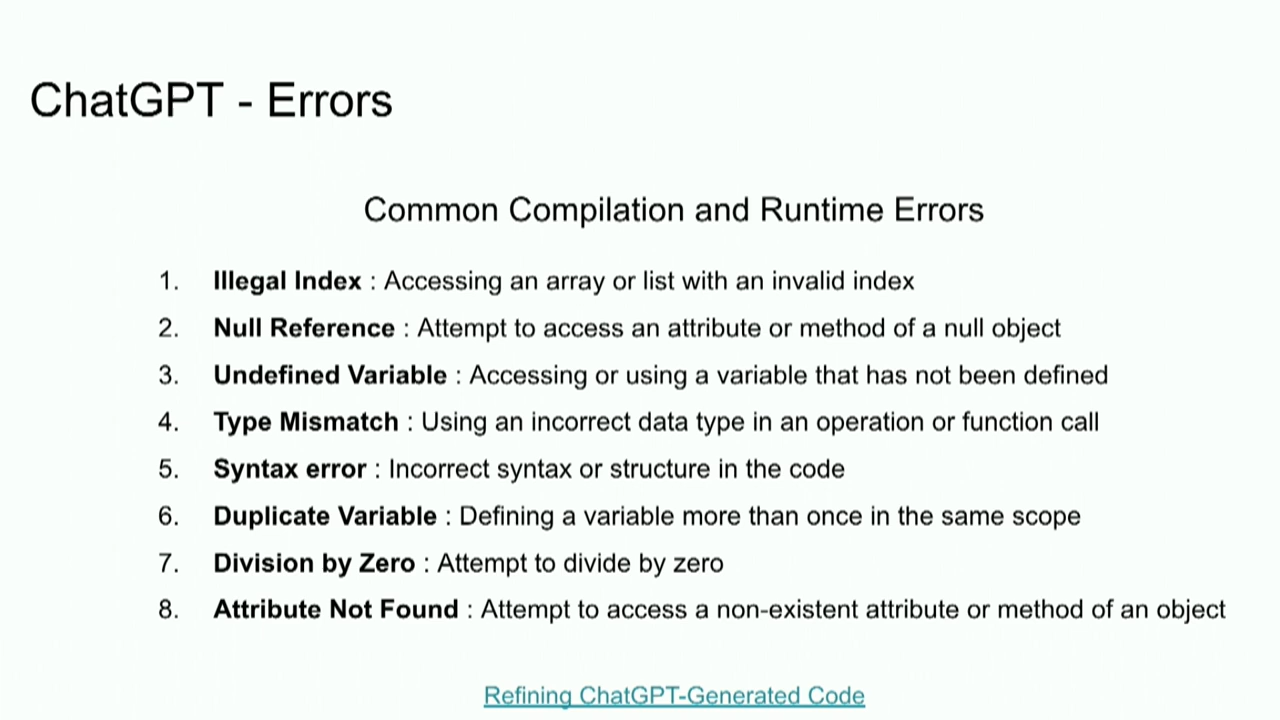 ChatGPT - Errors
Common Compilation and Runtime Errors
1. Illegal Index : Accessing an array or list with an invalid index
2. Null Reference : Attempt to access an attribute or method of a null object
3. Undefined Variable : Accessing or using a variable that has not been defined
4. Type Mismatch : Using an incorrect data type in an operation or function call
5. Syntax error : Incorrect syntax or structure in the code
6. Duplicate Variable : Defining a variable more than once in the same scope
7. Division by Zero : Attempt to divide by zero
8. Attribute Not Found : Attempt to access a non-existent attribute or method of an object
Refining ChatGPT-Generated Code